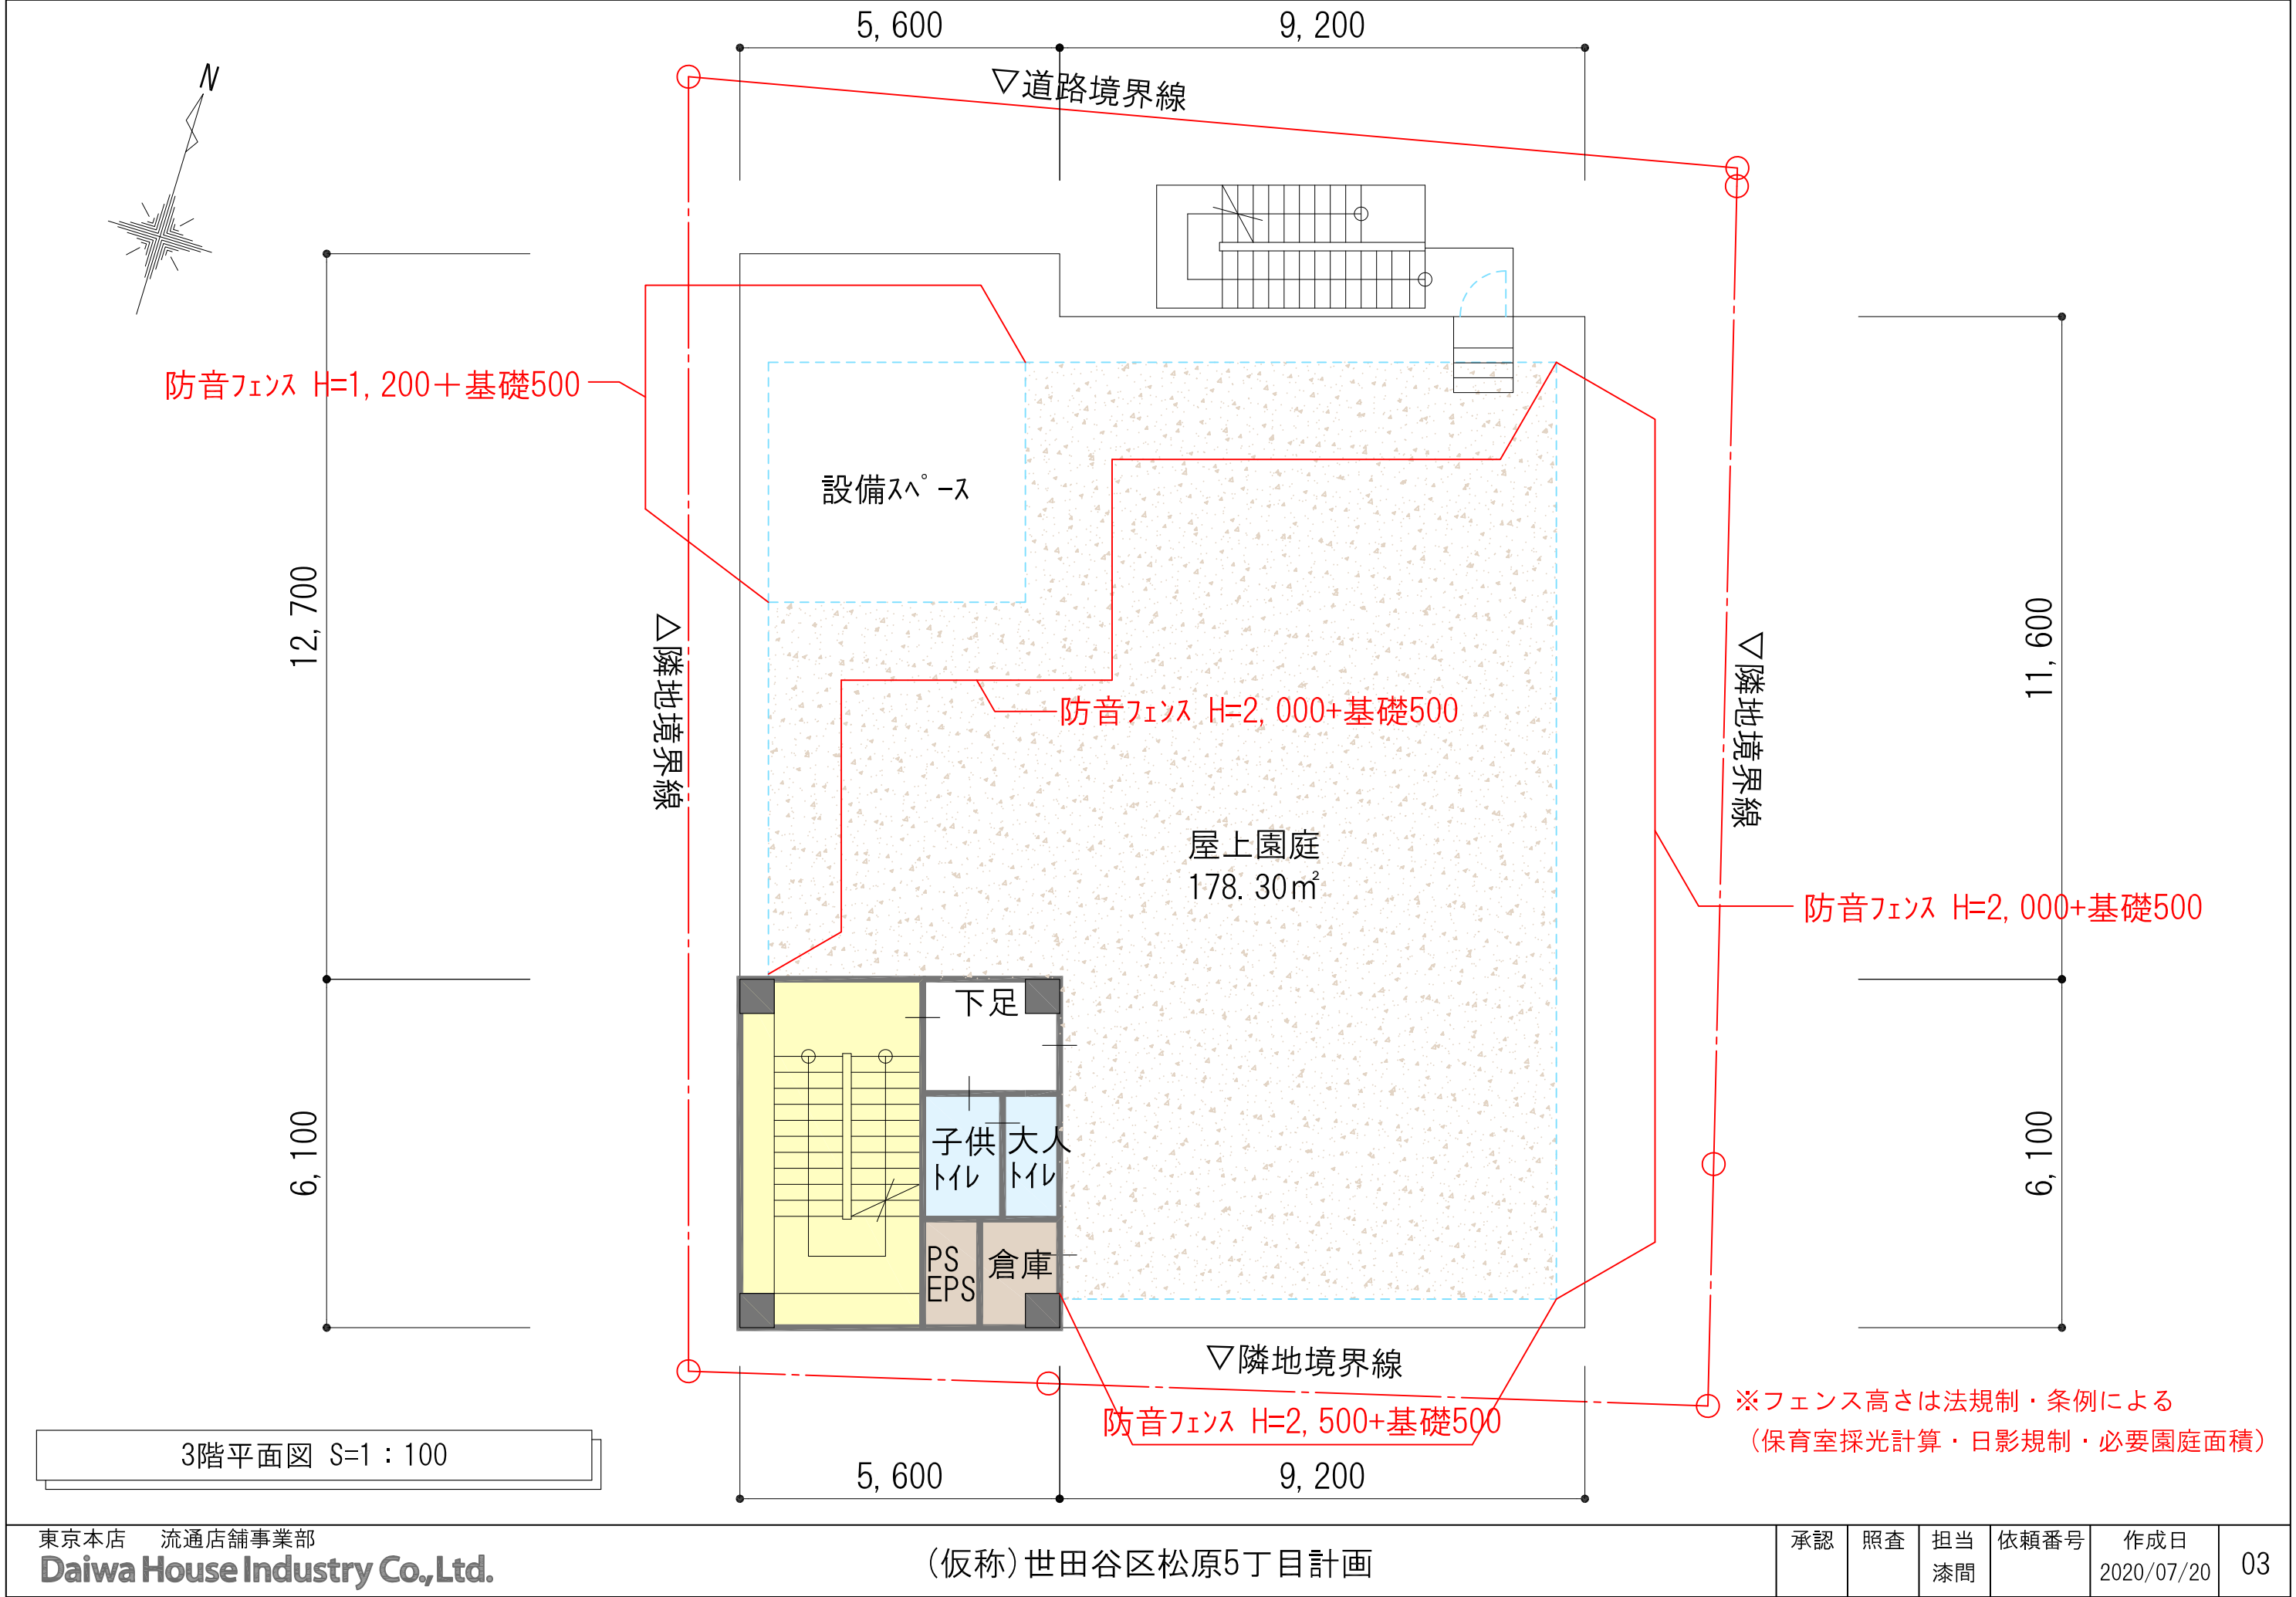 5,600
9,200
N
▽道路境界線
防音フェンス H=1,200+基礎500
設備スペース
12,700
▽隣地境界線
防音フェンス H=2,000+基礎500
11,600
▽隣地境界線
屋上園庭
178.30㎡
防音フェンス H=2,000+基礎500
下足
6,100
子供
トイレ
大人
トイレ
6,100
PS
EPS
倉庫
▽隣地境界線
防音フェンス H=2,500+基礎500
※フェンス高さは法規制・条例による
(保育室採光計算・日影規制・必要園庭面積)
3階平面図 S=1:100
5,600
9,200
東京本店 流通店舗事業部
Daiwa House Industry Co.,Ltd.
(仮称)世田谷区松原5丁目計画
承認
照査
担当
漆間
依頼番号
作成日
2020/07/20
03